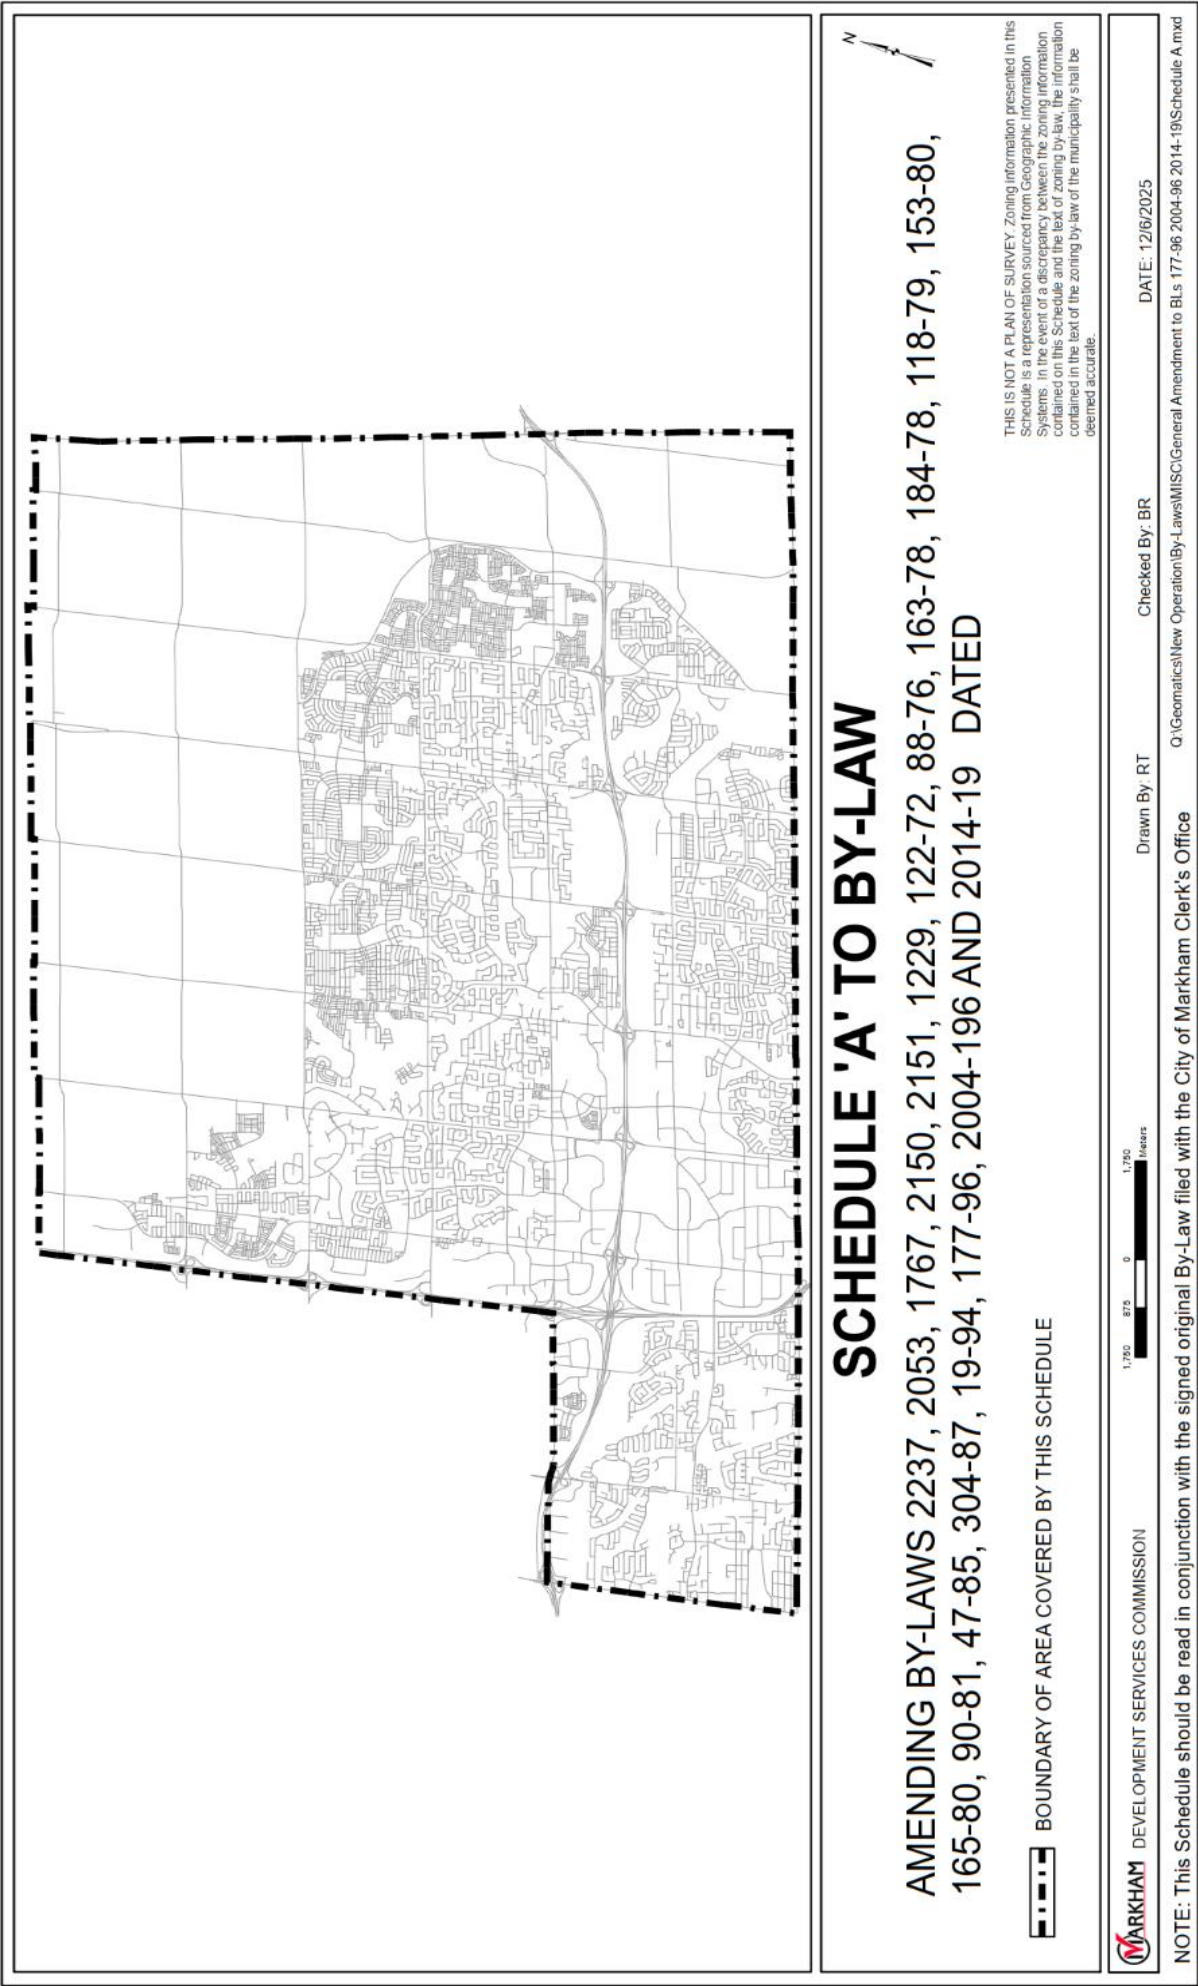 N
SCHEDULE 'A' TO BY-LAW
AMENDING BY-LAWS 2237, 2053, 1767, 2150, 2151, 1229, 122-72, 88-76, 163-78, 184-78, 118-79, 153-80,
165-80, 90-81, 47-85, 304-87, 19-94, 177-96, 2004-196 AND 2014-19 DATED
BOUNDARY OF AREA COVERED BY THIS SCHEDULE
THIS IS NOT A PLAN OF SURVEY. Zoning information presented in this
Schedule is a representation sourced from Geographic Information
Systems. In the event of a discrepancy between the zoning information
contained on this Schedule and the text of zoning by-law, the information
contained in the text of the zoning by-law of the municipality shall be
deemed accurate.
MARKHAM DEVELOPMENT SERVICES COMMISSION
1,750 875 0 1,750
Meters
Drawn By: RT
Checked By: BR
DATE: 12/6/2025
NOTE: This Schedule should be read in conjunction with the signed original By-Law filed with the City of Markham Clerk's Office
Q:\Geomatics\New Operation\By-Laws\MISC\General Amendment to BLs 177-96 2004-96 2014-19\Schedule A.mxd